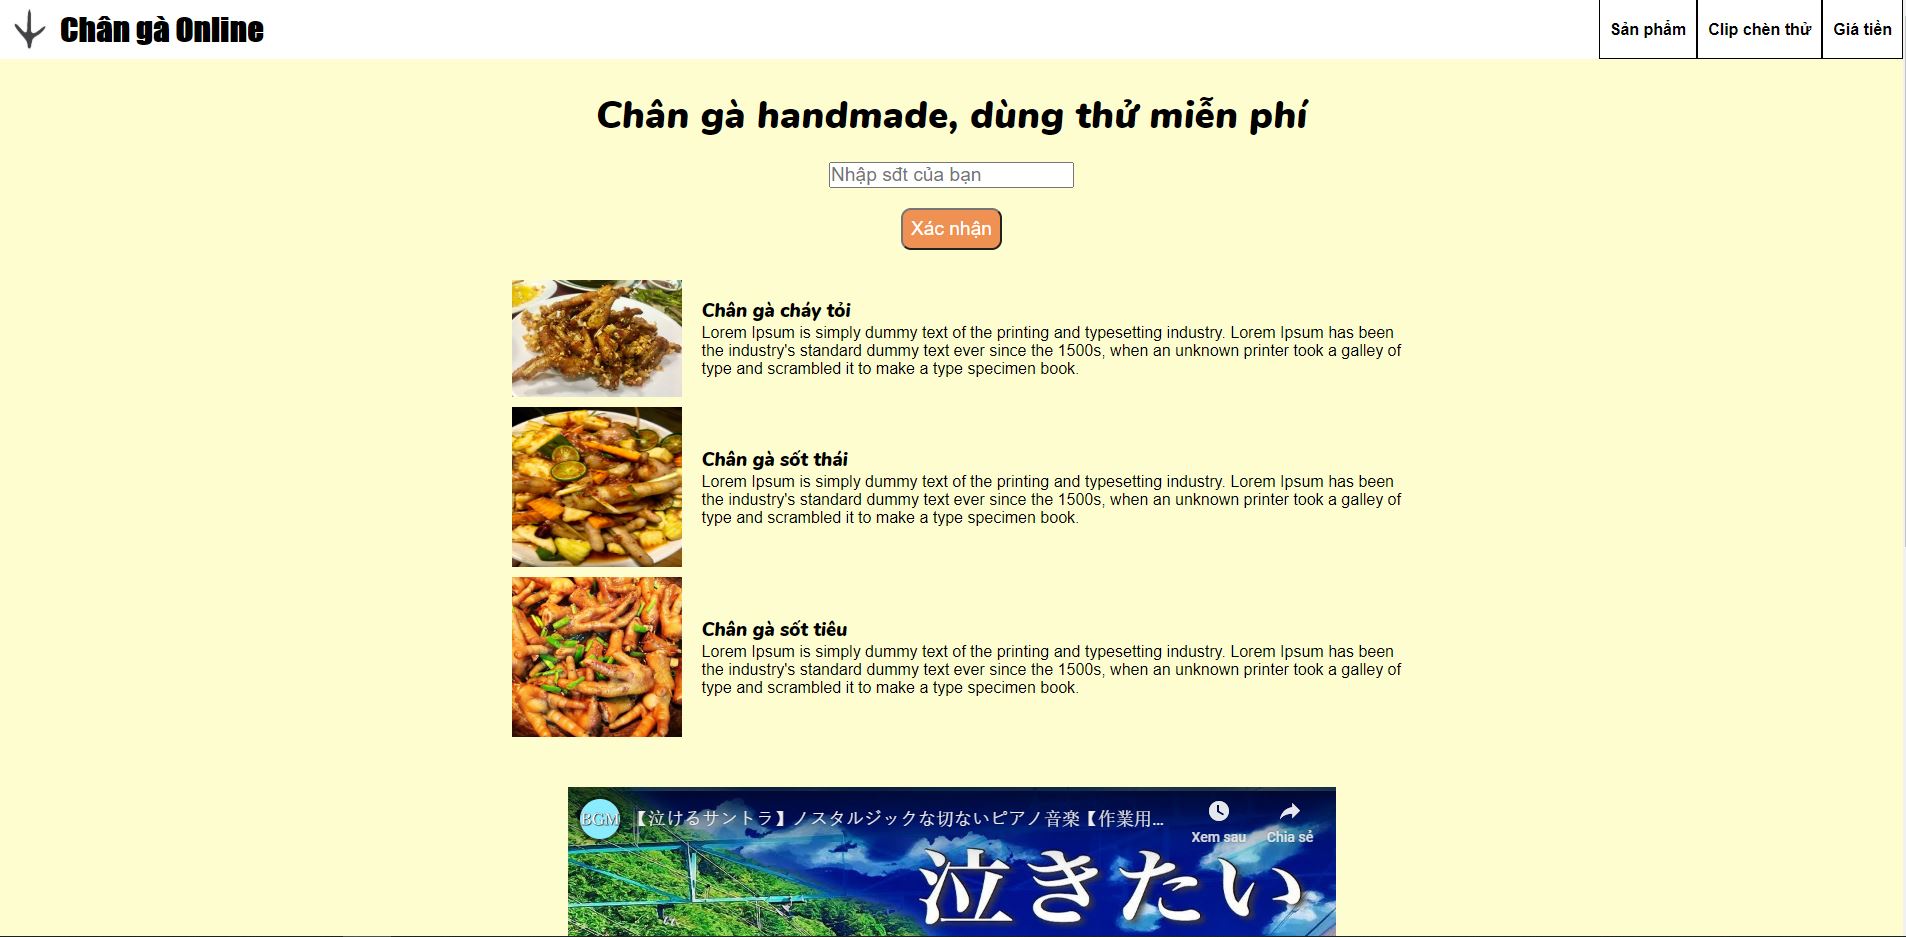 Chân gà Online
Sản phẩm
Clip chèn thử
Giá tiền
Chân gà handmade, dùng thử miễn phí
Nhập sđt của bạn
Xác nhận
Chân gà cháy tỏi
Lorem Ipsum is simply dummy text of the printing and typesetting industry. Lorem Ipsum has been
the industry's standard dummy text ever since the 1500s, when an unknown printer took a galley of
type and scrambled it to make a type specimen book.
Chân gà sốt thái
Lorem Ipsum is simply dummy text of the printing and typesetting industry. Lorem Ipsum has been
the industry's standard dummy text ever since the 1500s, when an unknown printer took a galley of
type and scrambled it to make a type specimen book.
Chân gà sốt tiêu
Lorem Ipsum is simply dummy text of the printing and typesetting industry. Lorem Ipsum has been
the industry's standard dummy text ever since the 1500s, when an unknown printer took a galley of
type and scrambled it to make a type specimen book.
BGM
【泣けるサントラ】ノスタルジックな切ないピアノ音楽【作業用...
Xem sau
Chia sẻ
泣きたい